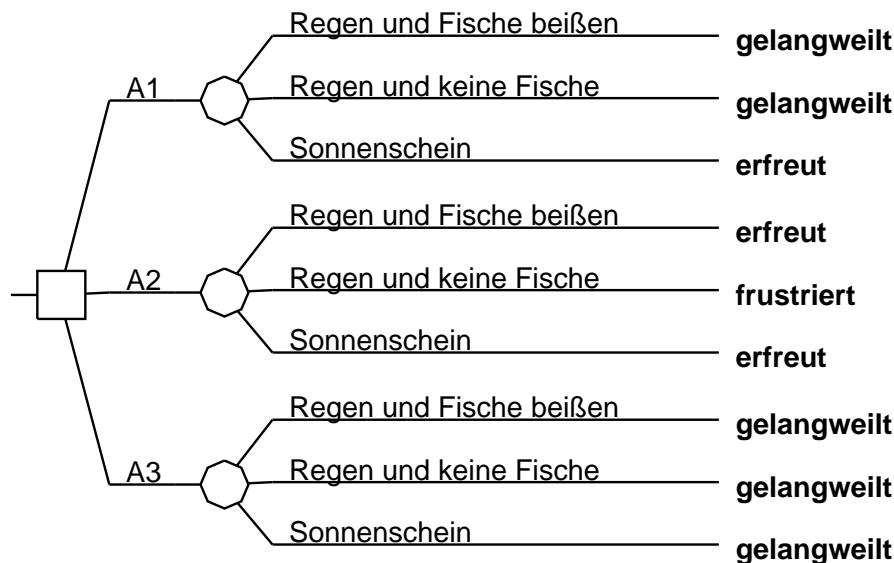 Regen und Fische beißen
gelangweilt
A1
Regen und keine Fische
gelangweilt
Sonnenschein
erfreut
Regen und Fische beißen
erfreut
A2
Regen und keine Fische
frustriert
Sonnenschein
erfreut
Regen und Fische beißen
gelangweilt
A3
Regen und keine Fische
gelangweilt
Sonnenschein
gelangweilt